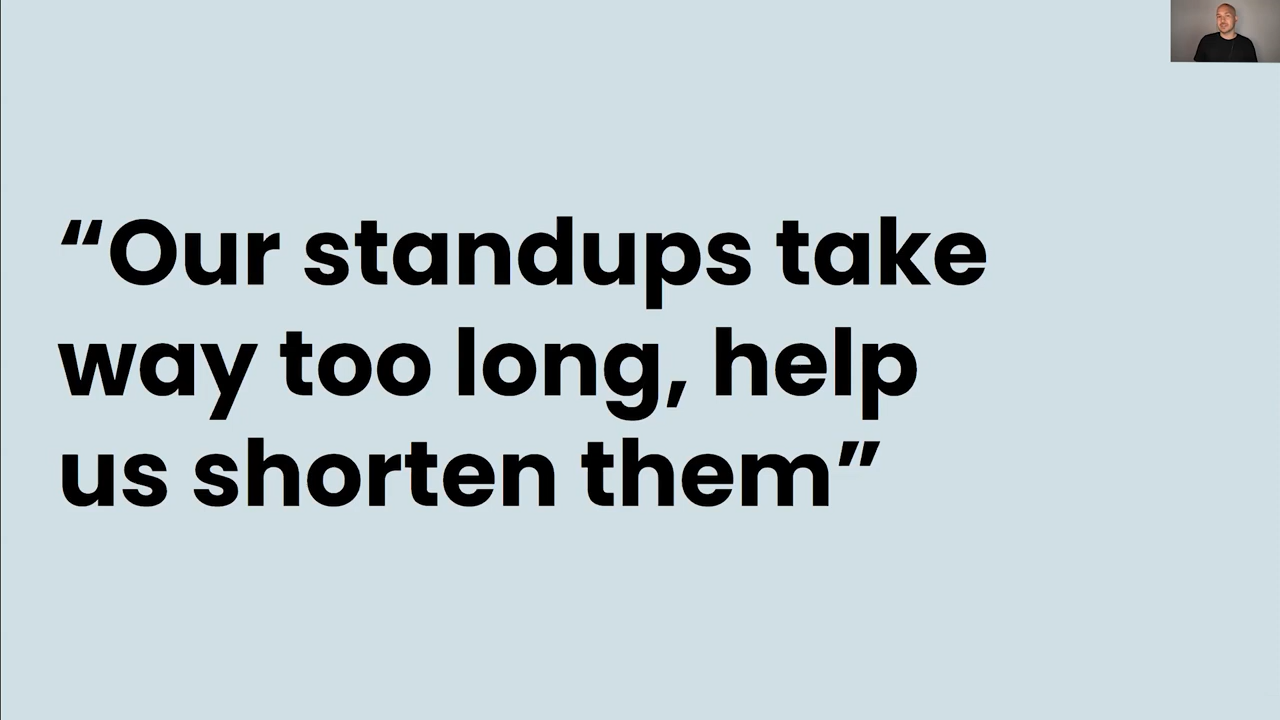 “Our standups take
way too long, help
us shorten them”